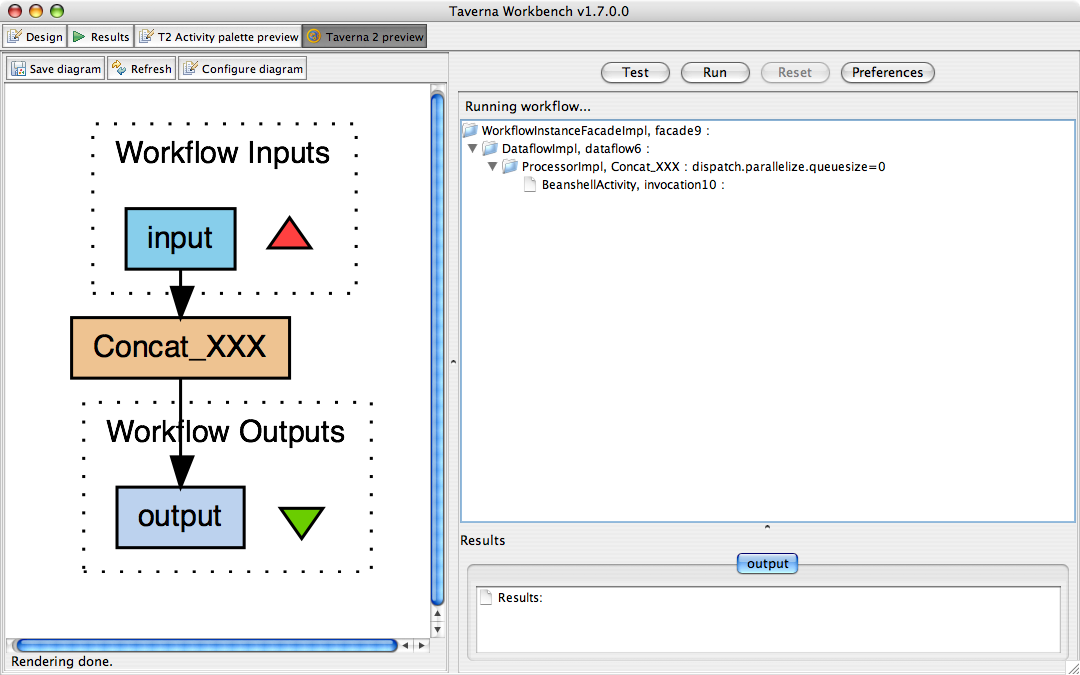 Taverna Workbench v1.7.0.0
Design Results T2 Activity palette preview Taverna 2 preview
Save diagram Refresh Configure diagram
Workflow Inputs
input
Concat_XXX
Workflow Outputs
output
Rendering done.
Test Run Reset Preferences
Running workflow...
WorkflowInstanceFacadeImpl, facade9 :
DataflowImpl, dataflow6 :
ProcessorImpl, Concat_XXX : dispatch.parallelize.queuesize=0
BeanshellActivity, invocation10 :
Results
output
Results: